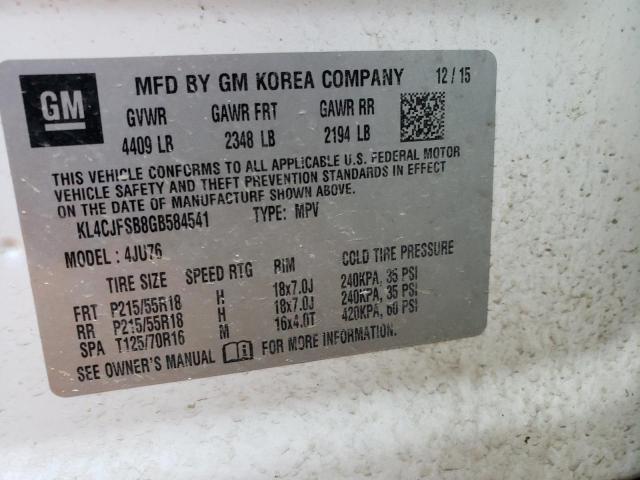 GM MFD BY GM KOREA COMPANY 12/15
GVWR GAWR FRT GAWR RR
4409 LB 2348 LB 2194 LB
THIS VEHICLE CONFORMS TO ALL APPLICABLE U.S. FEDERAL MOTOR
VEHICLE SAFETY AND THEFT PREVENTION STANDARDS IN EFFECT
ON THE DATE OF MANUFACTURE SHOWN ABOVE.
KL4CJFSB8GB584541 TYPE: MPV
MODEL: 4JU76
TIRE SIZE SPEED RTG RIM COLD TIRE PRESSURE
FRT P215/55R18 H 18x7.0J 240KPA, 35 PSI
RR P215/55R18 H 18x7.0J 240KPA, 35 PSI
SPA T125/70R16 M 16x4.0T 420KPA, 60 PSI
SEE OWNER'S MANUAL FOR MORE INFORMATION.